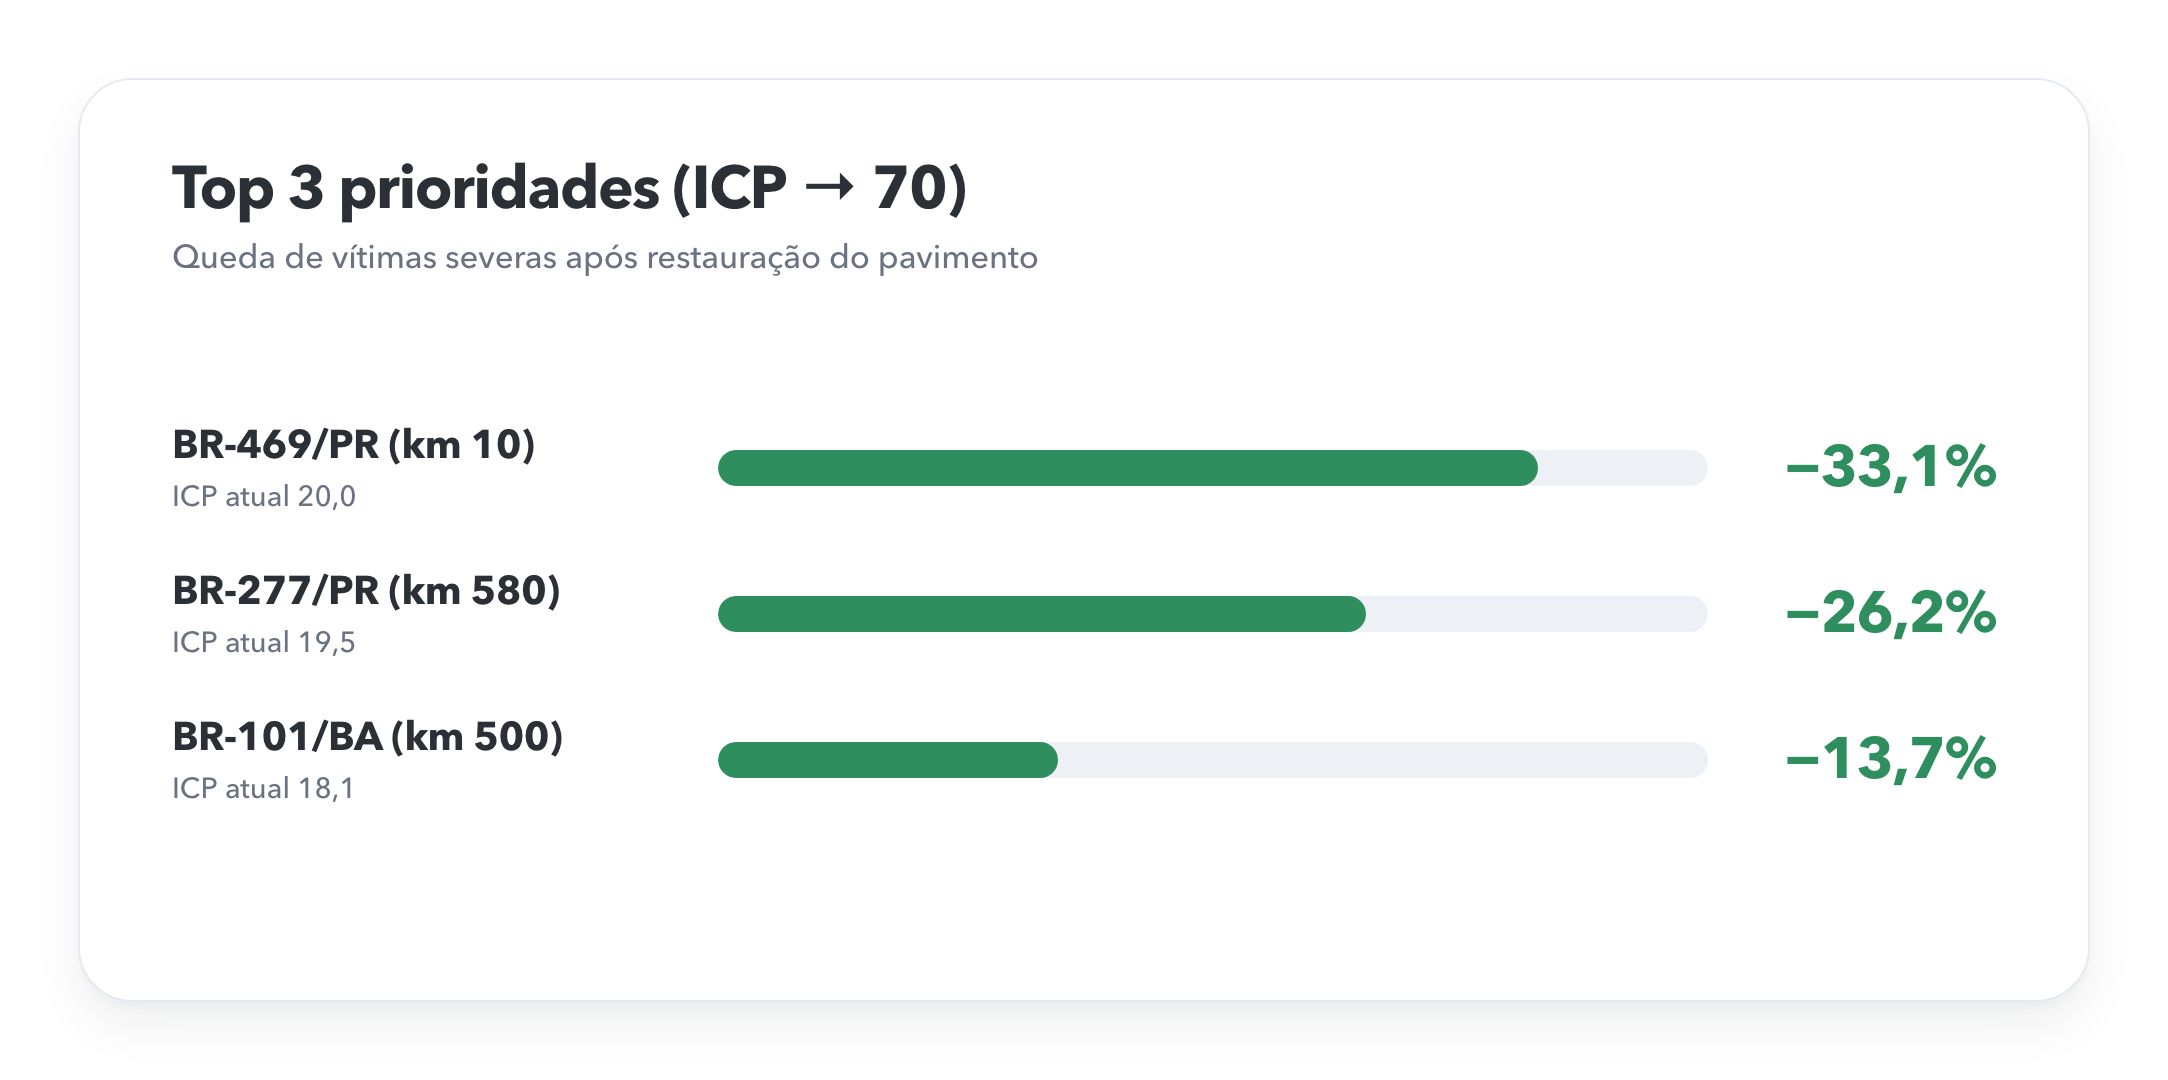 Top 3 prioridades (ICP → 70)
Queda de vítimas severas após restauração do pavimento
BR-469/PR (km 10)
ICP atual 20,0
−33,1%
BR-277/PR (km 580)
ICP atual 19,5
−26,2%
BR-101/BA (km 500)
ICP atual 18,1
−13,7%